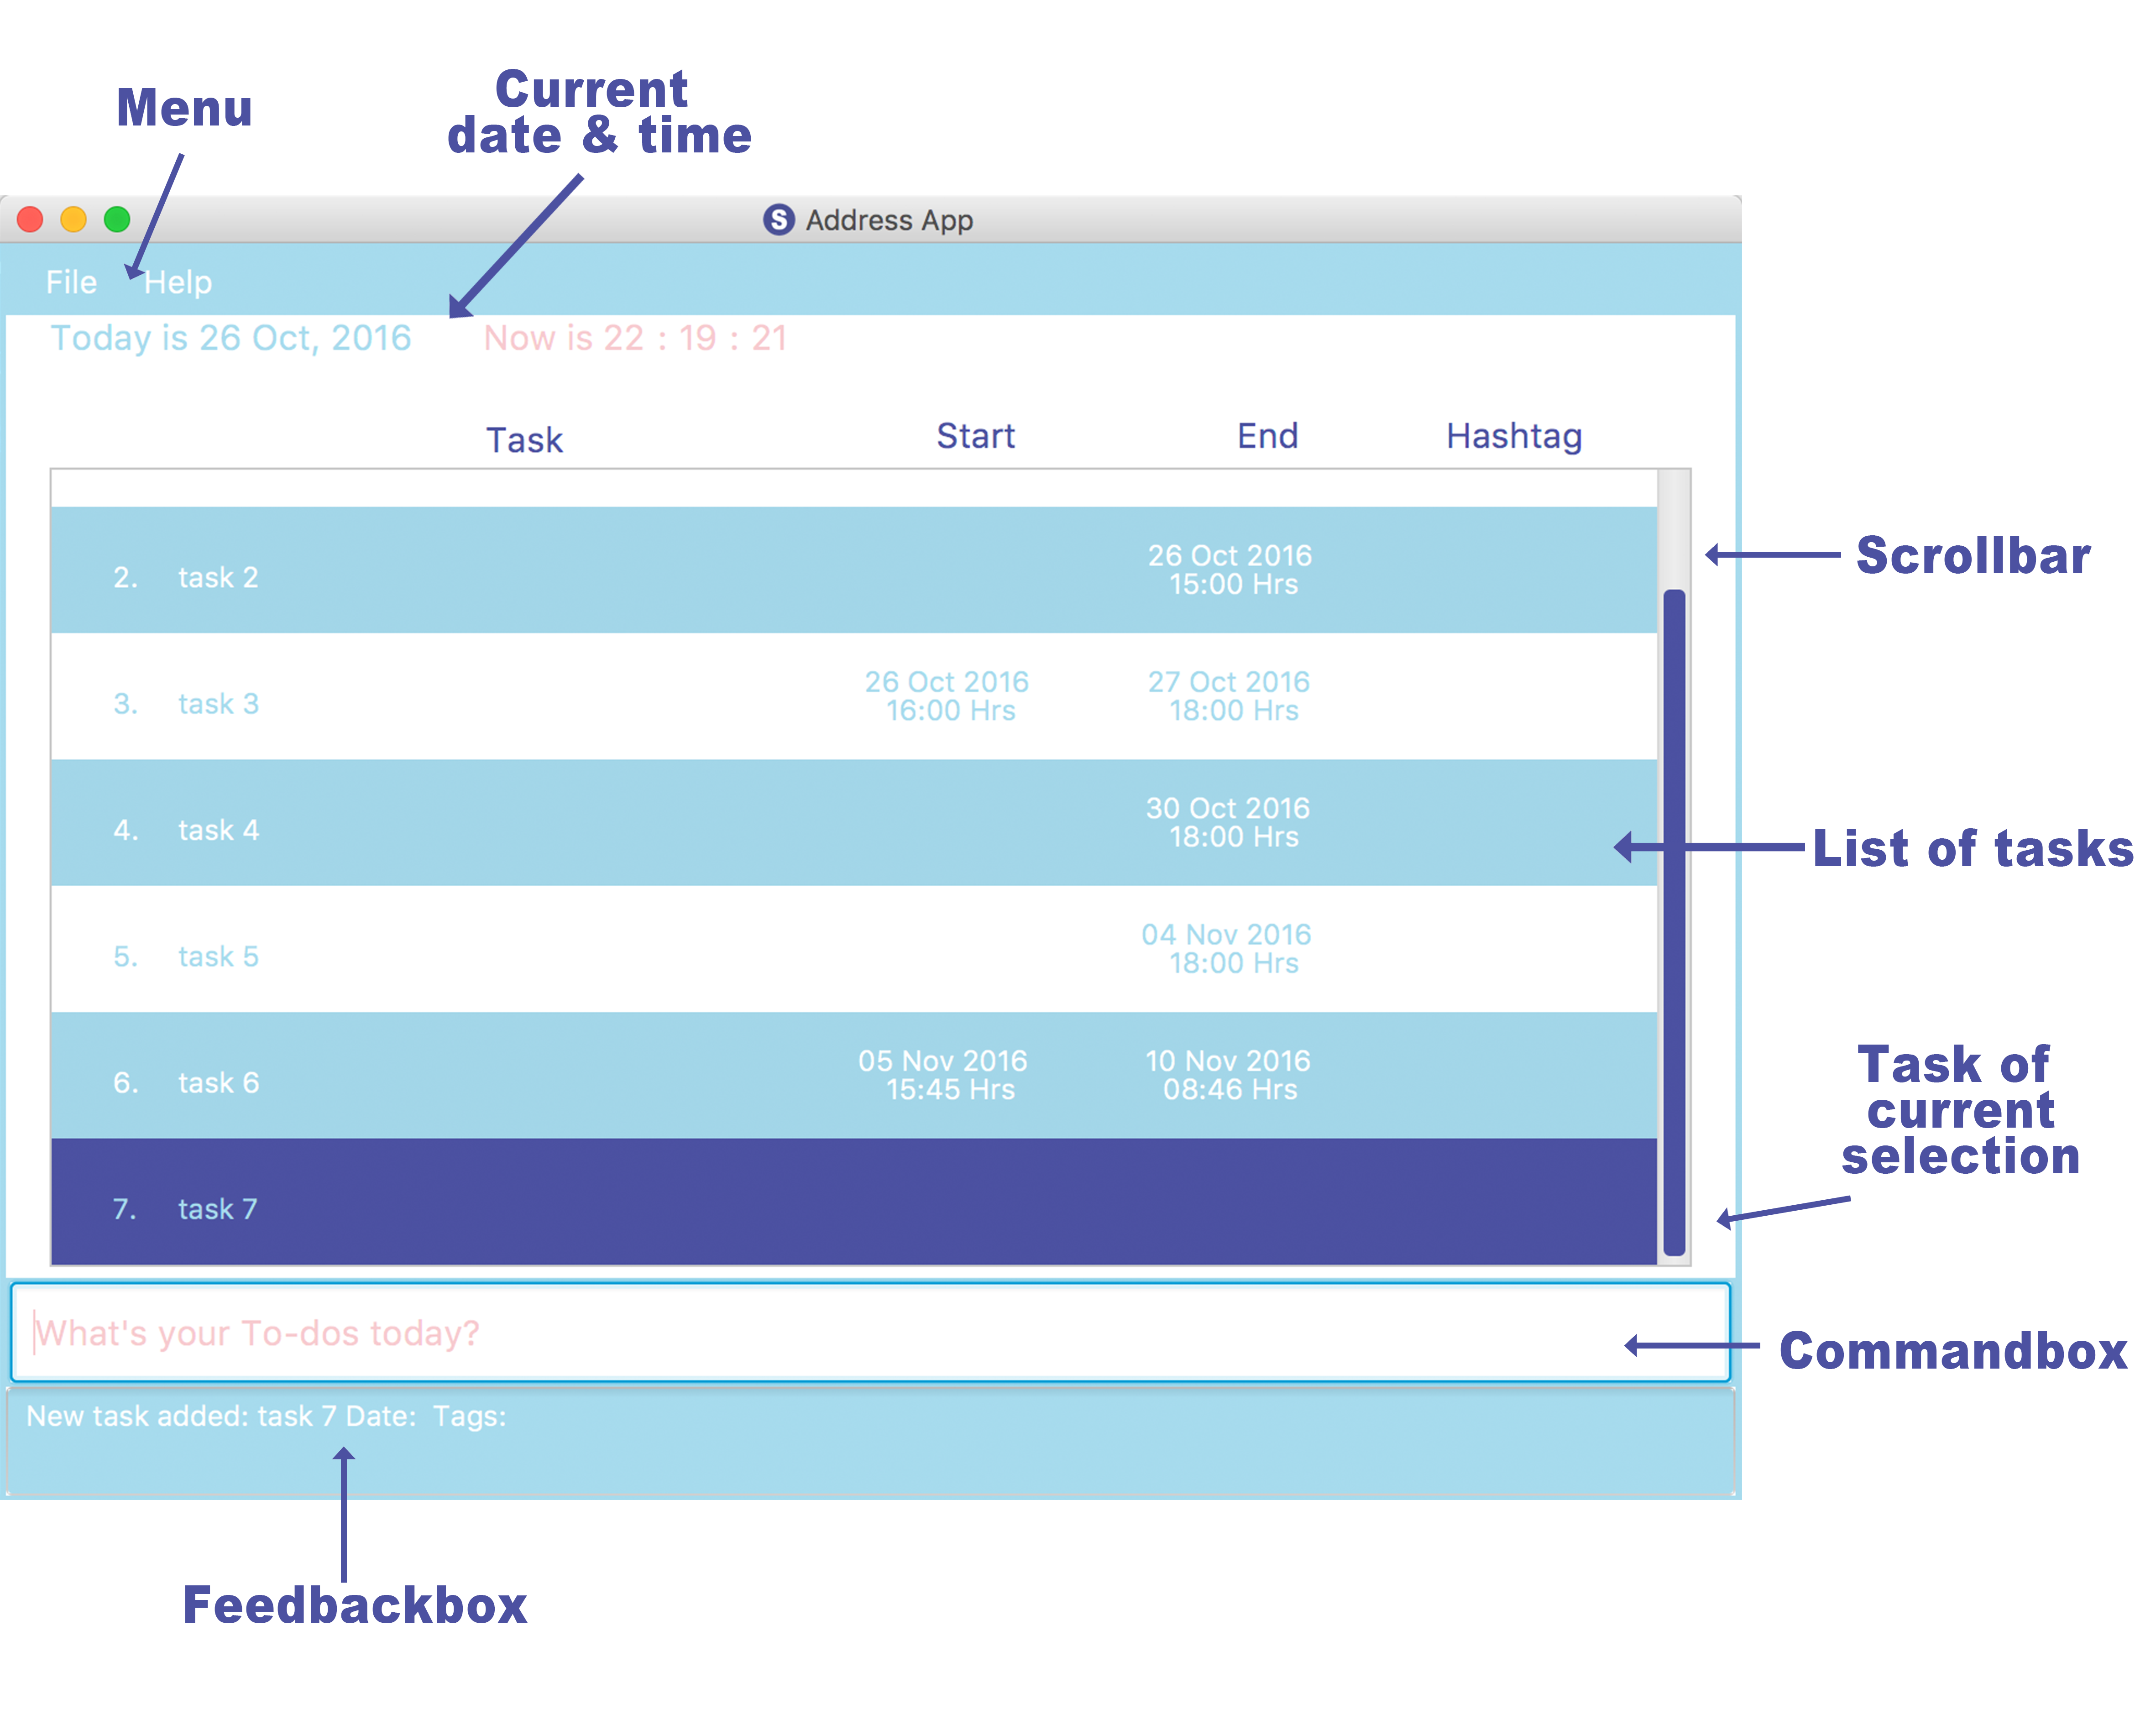 Menu
Current
date & time
S Address App
File Help
Today is 26 Oct, 2016 Now is 22 : 19 : 21
Task Start End Hashtag
26 Oct 2016
2. task 2
15:00 Hrs
Scrollbar
26 Oct 2016 27 Oct 2016
3. task 3
16:00 Hrs 18:00 Hrs
30 Oct 2016
4. task 4
18:00 Hrs
List of tasks
04 Nov 2016
5. task 5
18:00 Hrs
05 Nov 2016 10 Nov 2016
6. task 6
15:45 Hrs 08:46 Hrs
Task of
current
selection
7. task 7
What's your To-dos today?
Commandbox
New task added: task 7 Date: Tags:
Feedbackbox